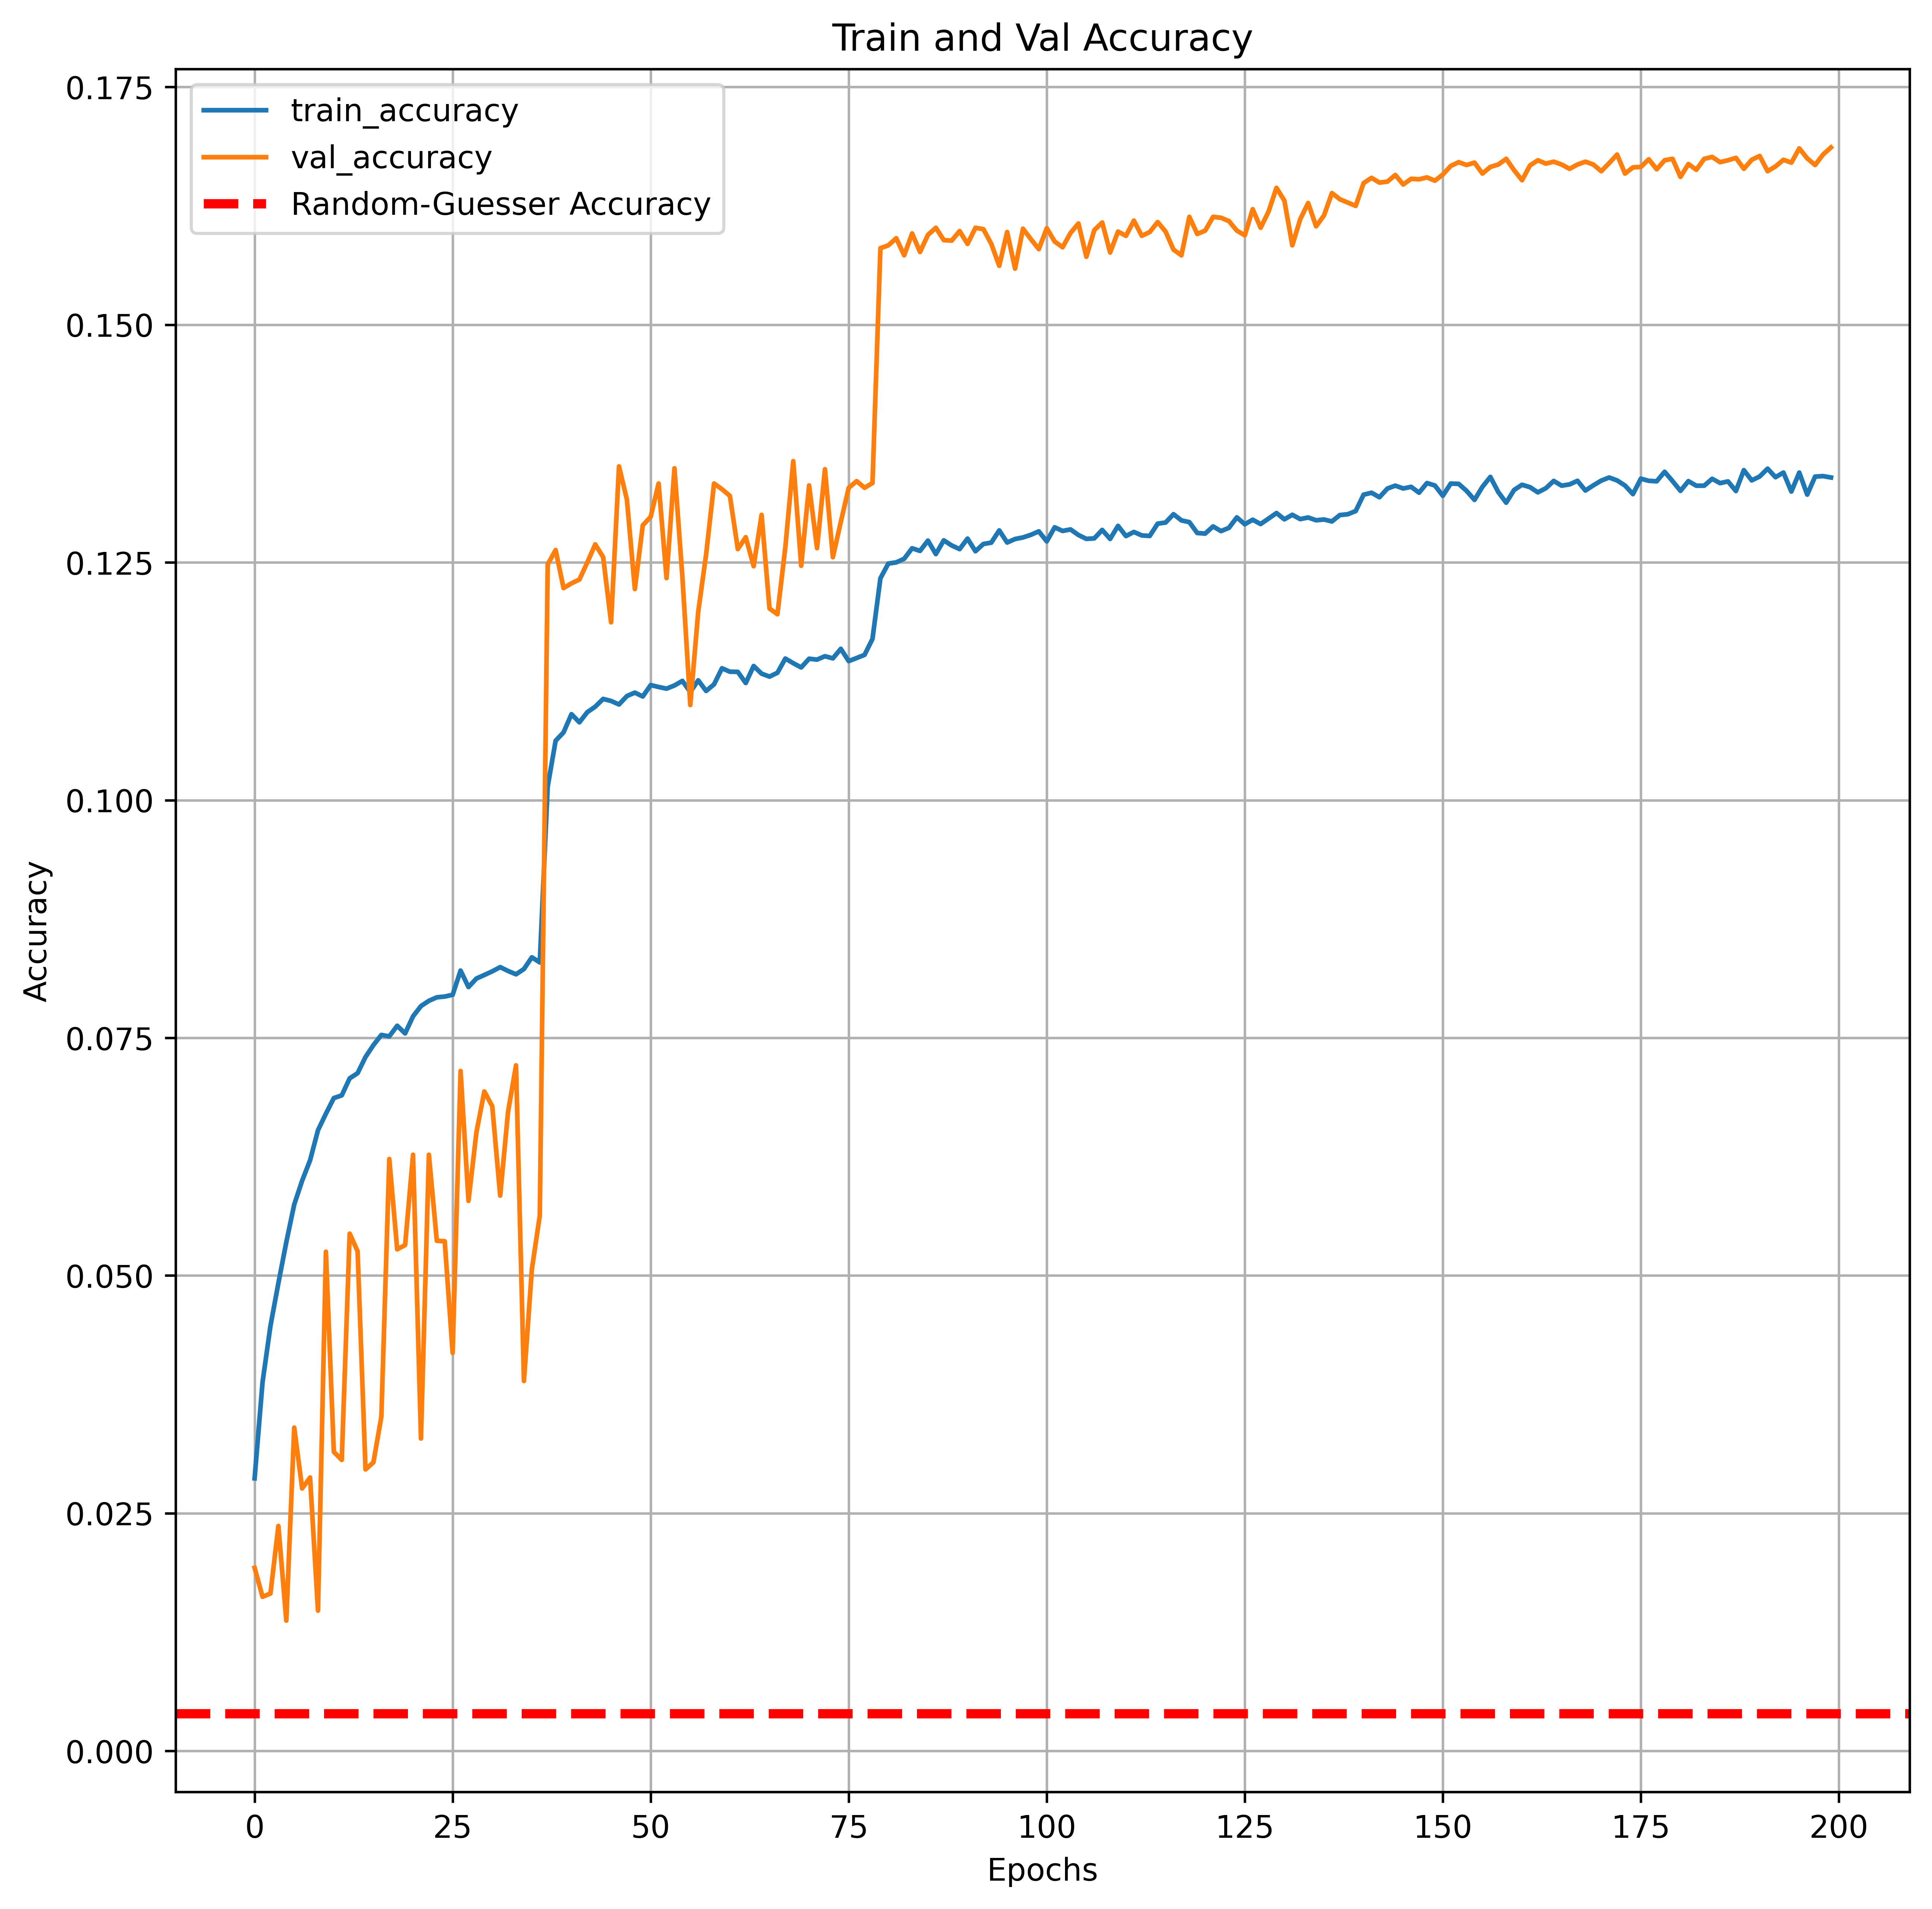 Train and Val Accuracy
train_accuracy
val_accuracy
Random-Guesser Accuracy
Accuracy
0.175
0.150
0.125
0.100
0.075
0.050
0.025
0.000
0 25 50 75 100 125 150 175 200
Epochs